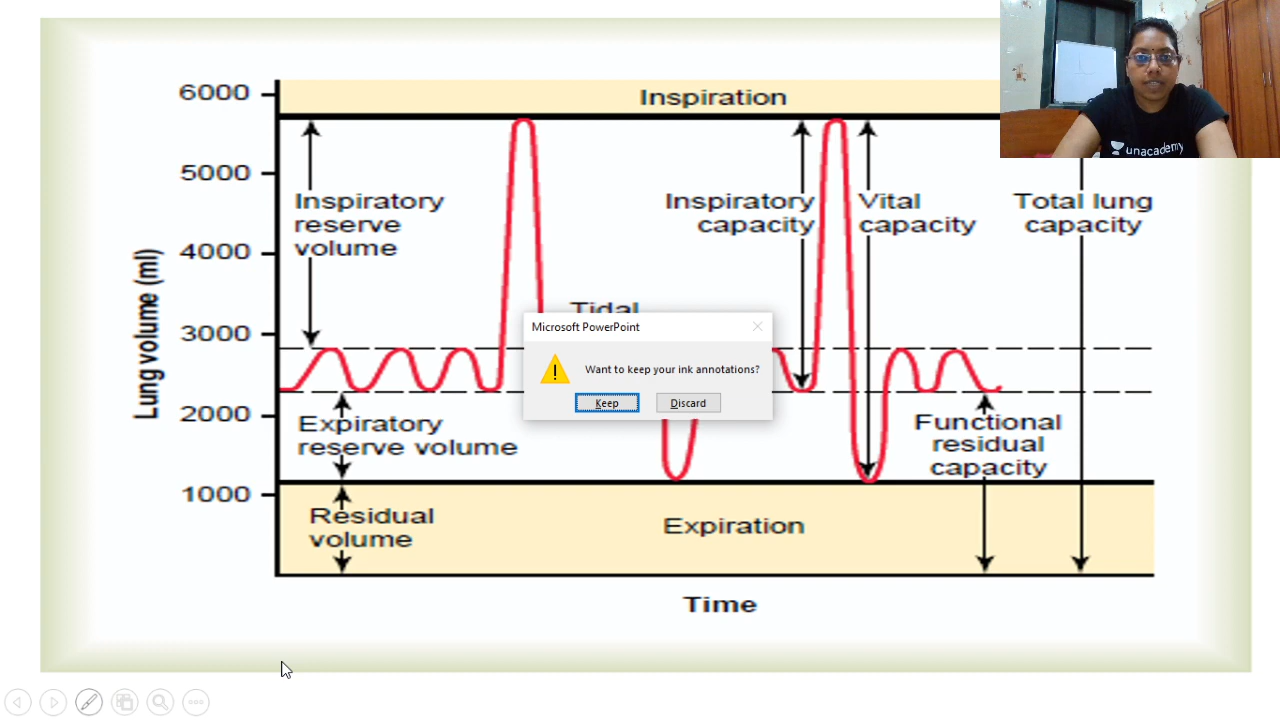 6000
Inspiration
unacademy
5000
Inspiratory
reserve
volume
Inspiratory
capacity
Vital
capacity
Total lung
capacity
4000
Lung volume (ml)
Tidal
3000
Microsoft PowerPoint
Want to keep your ink annotations?
Keep
Discard
2000
Expiratory
reserve volume
Functional
residual
capacity
1000
Residual
volume
Expiration
Time